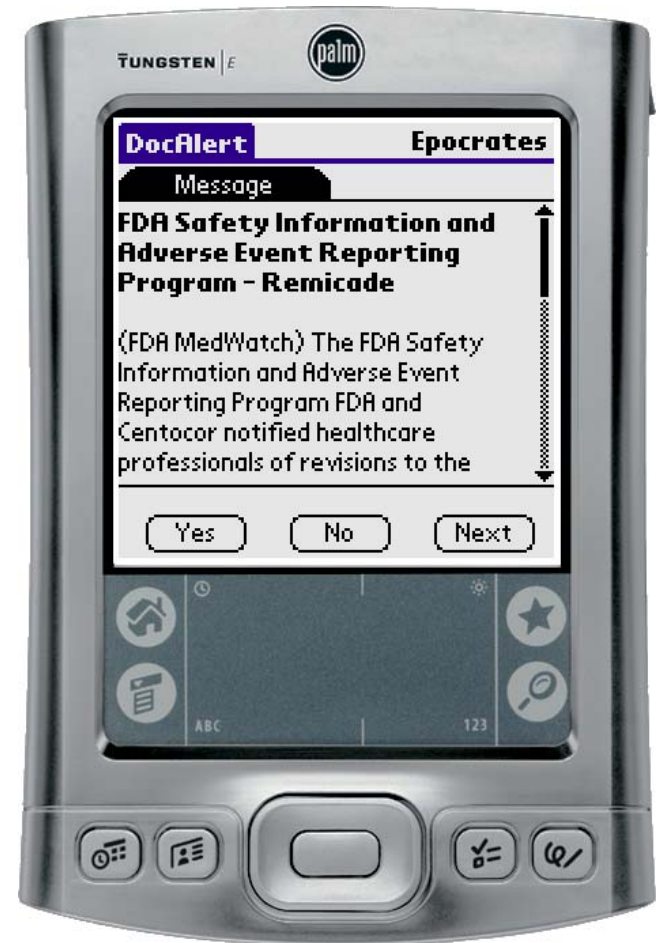 TUNGSTEN | E
palm
DocAlert Epocrates
Message
FDA Safety Information and
Adverse Event Reporting
Program - Remicade
(FDA MedWatch) The FDA Safety
Information and Adverse Event
Reporting Program FDA and
Centocor notified healthcare
professionals of revisions to the
Yes No Next
ABC 123